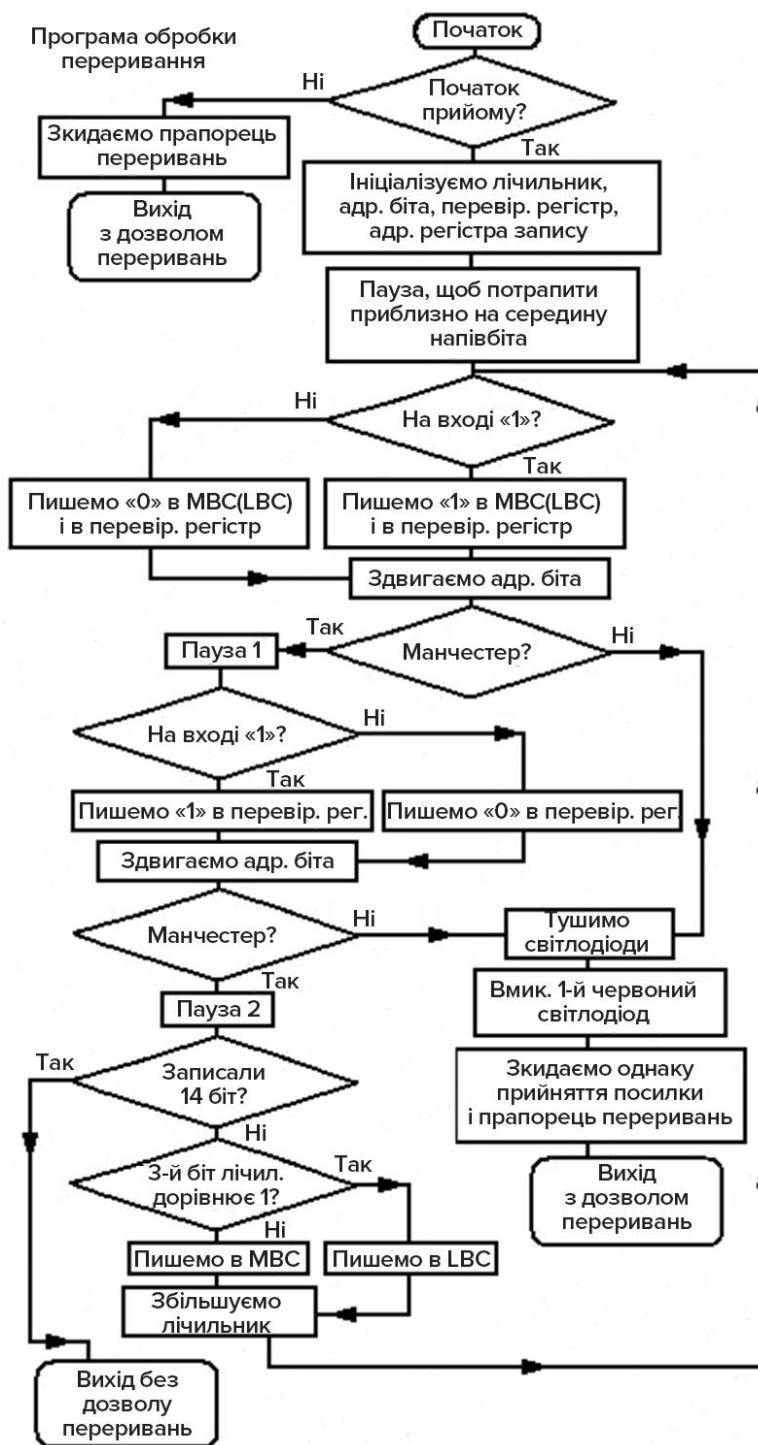 Програма обробки
переривання
Початок
Ні
Початок
прийому?
Так
Зкидаємо прапорець
переривань
Вихід
з дозволом
переривань
Ініціалізуємо лічильник,
адр. біта, перевір. регістр,
адр. регістра запису
Пауза, щоб потрапити
приблизно на середину
напівбіта
Ні
На вході «1»?
Так
Пишемо «0» в MBC(LBC)
і в перевір. регістр
Пишемо «1» в MBC(LBC)
і в перевір. регістр
Здвигаємо адр. біта
Так
Ні
Пауза 1
Манчестер?
На вході «1»?
Ні
Так
Пишемо «1» в перевір. рег.
Пишемо «0» в перевір. рег.
Здвигаємо адр. біта
Манчестер?
Ні
Так
Тушимо
світлодіоди
Пауза 2
Вмик. 1-й червоний
світлодіод
Так
Записали
14 біт?
Ні
Зкидаємо однаку
прийняття посилки
і прапорець переривань
3-й біт лічил.
дорівнює 1?
Так
Ні
Вихід
з дозволом
переривань
Пишемо в MBC
Пишемо в LBC
Збільшуємо
лічильник
Вихід без
дозволу
переривань